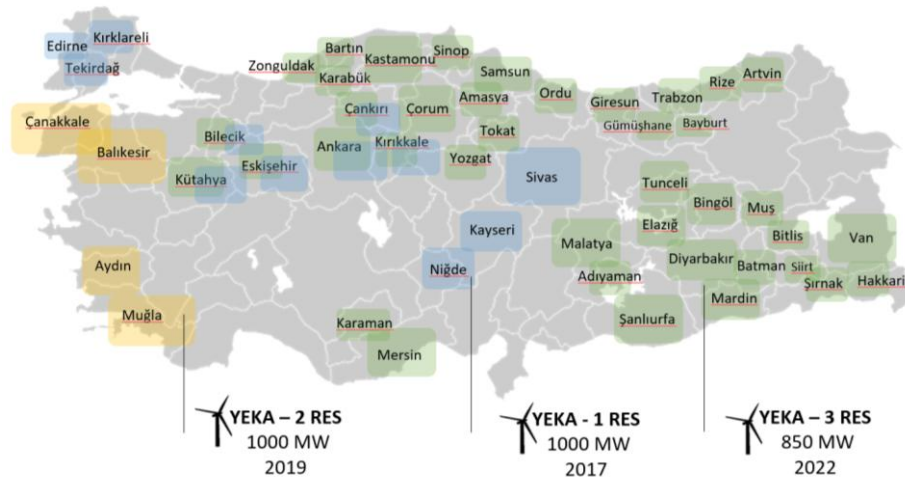 Edirne
Kırklareli
Tekirdağ
Çanakkale
Balıkesir
Bilecik
Kütahya
Eskişehir
Aydın
Muğla
Zonguldak
Bartın
Karabük
Kastamonu
Sinop
Çankırı
Çorum
Ankara
Kırıkkale
Samsun
Amasya
Tokat
Yozgat
Ordu
Giresun
Gümüşhane
Trabzon
Bayburt
Rize
Artvin
Sivas
Kayseri
Niğde
Karaman
Mersin
Tunceli
Bingöl
Muş
Elazığ
Malatya
Adıyaman
Diyarbakır
Batman
Siirt
Bitlis
Van
Şırnak
Hakkari
Mardin
Şanlıurfa
YEKA – 2 RES
1000 MW
2019
YEKA - 1 RES
1000 MW
2017
YEKA – 3 RES
850 MW
2022